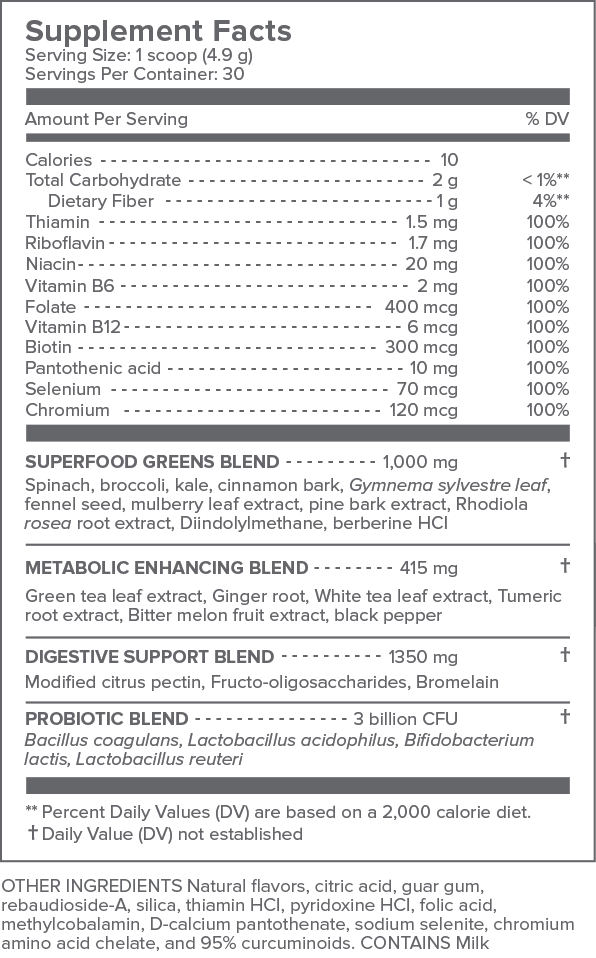 Supplement Facts
Serving Size: 1 scoop (4.9 g)
Servings Per Container: 30
Amount Per Serving % DV
Calories 10
Total Carbohydrate 2 g < 1%**
Dietary Fiber 1 g 4%**
Thiamin 1.5 mg 100%
Riboflavin 1.7 mg 100%
Niacin 20 mg 100%
Vitamin B6 2 mg 100%
Folate 400 mcg 100%
Vitamin B12 6 mcg 100%
Biotin 300 mcg 100%
Pantothenic acid 10 mg 100%
Selenium 70 mcg 100%
Chromium 120 mcg 100%
SUPERFOOD GREENS BLEND 1,000 mg †
Spinach, broccoli, kale, cinnamon bark, Gymnema sylvestre leaf,
fennel seed, mulberry leaf extract, pine bark extract, Rhodiola
rosea root extract, Diindolylmethane, berberine HCl
METABOLIC ENHANCING BLEND 415 mg †
Green tea leaf extract, Ginger root, White tea leaf extract, Tumeric
root extract, Bitter melon fruit extract, black pepper
DIGESTIVE SUPPORT BLEND 1350 mg †
Modified citrus pectin, Fructo-oligosaccharides, Bromelain
PROBIOTIC BLEND 3 billion CFU †
Bacillus coagulans, Lactobacillus acidophilus, Bifidobacterium
lactis, Lactobacillus reuteri
** Percent Daily Values (DV) are based on a 2,000 calorie diet.
† Daily Value (DV) not established
OTHER INGREDIENTS Natural flavors, citric acid, guar gum,
rebaudioside-A, silica, thiamin HCl, pyridoxine HCl, folic acid,
methylcobalamin, D-calcium pantothenate, sodium selenite, chromium
amino acid chelate, and 95% curcuminoids. CONTAINS Milk